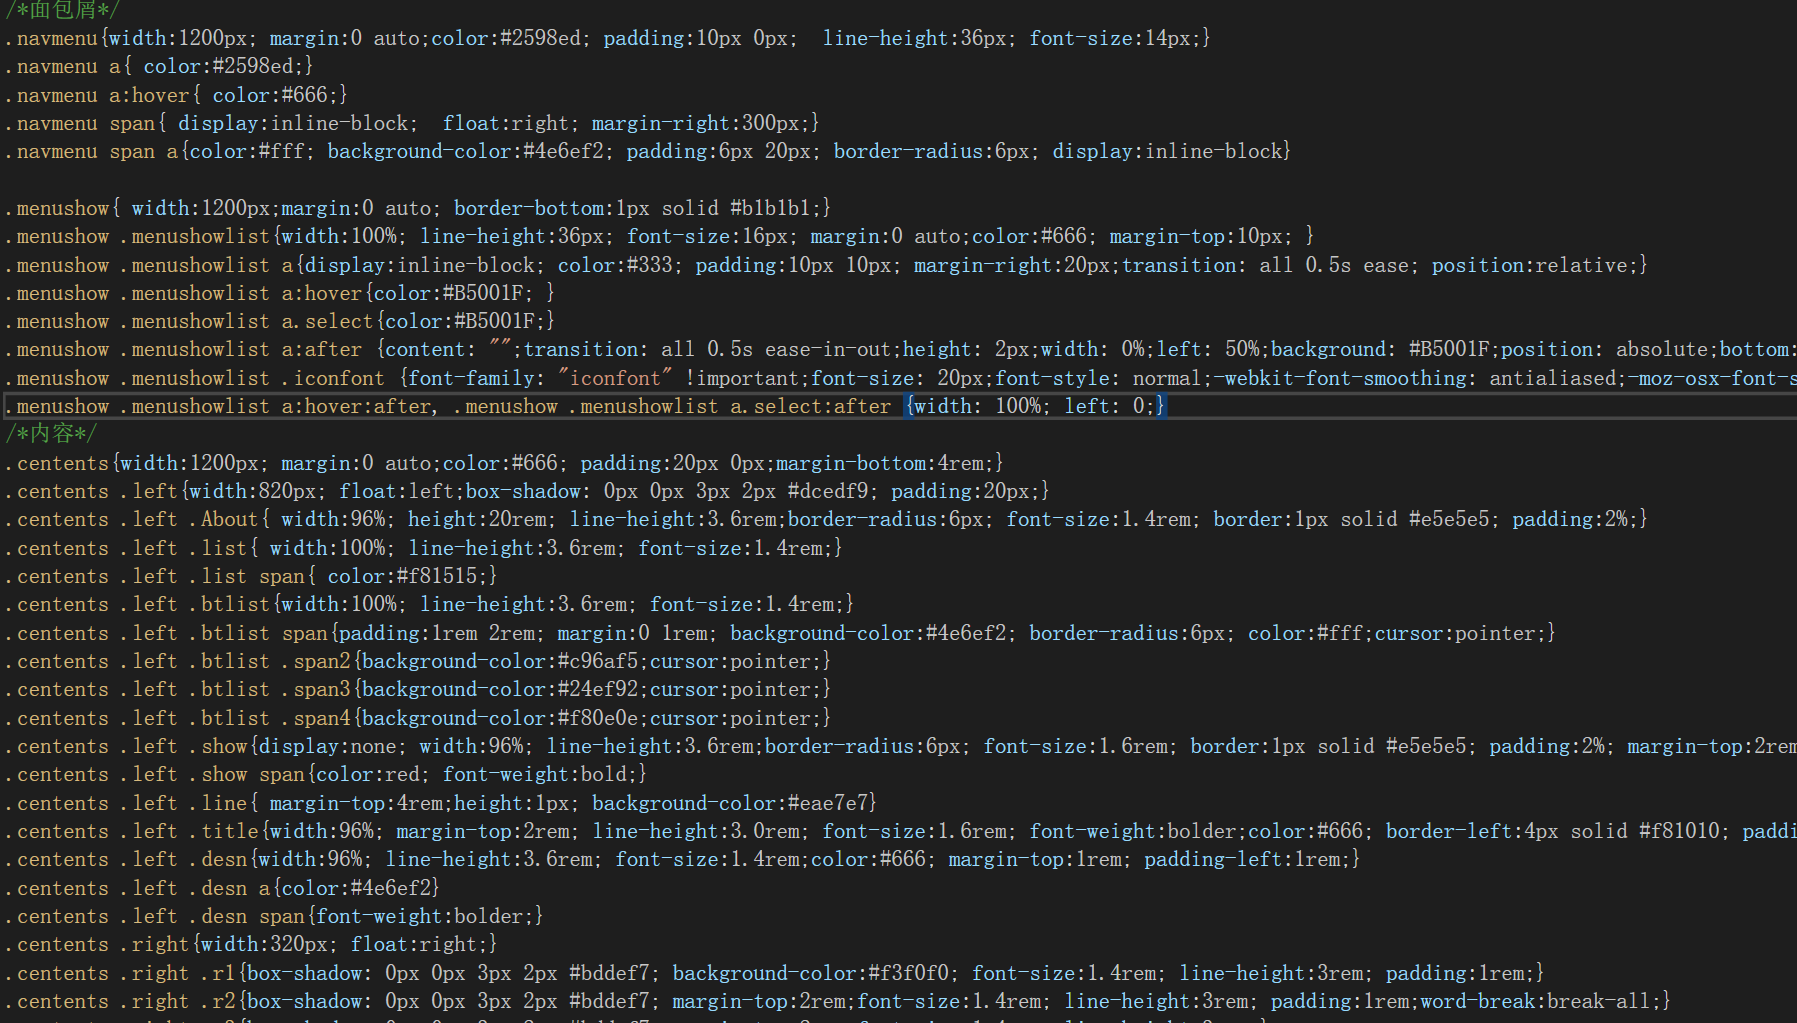 /*面包屑*/
.navmenu{width:1200px; margin:0 auto;color:#2598ed; padding:10px 0px;  line-height:36px; font-size:14px;}
.navmenu a{ color:#2598ed;}
.navmenu a:hover{ color:#666;}
.navmenu span{ display:inline-block;  float:right; margin-right:300px;}
.navmenu span a{color:#fff; background-color:#4e6ef2; padding:6px 20px; border-radius:6px; display:inline-block}
.menushow{ width:1200px;margin:0 auto; border-bottom:1px solid #b1b1b1;}
.menushow .menushowlist{width:100%; line-height:36px; font-size:16px; margin:0 auto;color:#666; margin-top:10px; }
.menushow .menushowlist a{display:inline-block; color:#333; padding:10px 10px; margin-right:20px;transition: all 0.5s ease; position:relative;}
.menushow .menushowlist a:hover{color:#B5001F; }
.menushow .menushowlist a.select{color:#B5001F;}
.menushow .menushowlist a:after {content: "";transition: all 0.5s ease-in-out;height: 2px;width: 0%;left: 50%;background: #B5001F;position: absolute;bottom:
.menushow .menushowlist .iconfont {font-family: "iconfont" !important;font-size: 20px;font-style: normal;-webkit-font-smoothing: antialiased;-moz-osx-font-s
.menushow .menushowlist a:hover:after, .menushow .menushowlist a.select:after {width: 100%; left: 0;}
/*内容*/
.centents{width:1200px; margin:0 auto;color:#666; padding:20px 0px;margin-bottom:4rem;}
.centents .left{width:820px; float:left;box-shadow: 0px 0px 3px 2px #dcedf9; padding:20px;}
.centents .left .About{ width:96%; height:20rem; line-height:3.6rem;border-radius:6px; font-size:1.4rem; border:1px solid #e5e5e5; padding:2%;}
.centents .left .list{ width:100%; line-height:3.6rem; font-size:1.4rem;}
.centents .left .list span{ color:#f81515;}
.centents .left .btlist{width:100%; line-height:3.6rem; font-size:1.4rem;}
.centents .left .btlist span{padding:1rem 2rem; margin:0 1rem; background-color:#4e6ef2; border-radius:6px; color:#fff;cursor:pointer;}
.centents .left .btlist .span2{background-color:#c96af5;cursor:pointer;}
.centents .left .btlist .span3{background-color:#24ef92;cursor:pointer;}
.centents .left .btlist .span4{background-color:#f80e0e;cursor:pointer;}
.centents .left .show{display:none; width:96%; line-height:3.6rem;border-radius:6px; font-size:1.6rem; border:1px solid #e5e5e5; padding:2%; margin-top:2rem
.centents .left .show span{color:red; font-weight:bold;}
.centents .left .line{ margin-top:4rem;height:1px; background-color:#eae7e7}
.centents .left .title{width:96%; margin-top:2rem; line-height:3.0rem; font-size:1.6rem; font-weight:bolder;color:#666; border-left:4px solid #f81010; paddi
.centents .left .desn{width:96%; line-height:3.6rem; font-size:1.4rem;color:#666; margin-top:1rem; padding-left:1rem;}
.centents .left .desn a{color:#4e6ef2}
.centents .left .desn span{font-weight:bolder;}
.centents .right{width:320px; float:right;}
.centents .right .r1{box-shadow: 0px 0px 3px 2px #bddef7; background-color:#f3f0f0; font-size:1.4rem; line-height:3rem; padding:1rem;}
.centents .right .r2{box-shadow: 0px 0px 3px 2px #bddef7; margin-top:2rem;font-size:1.4rem; line-height:3rem; padding:1rem;word-break:break-all;}